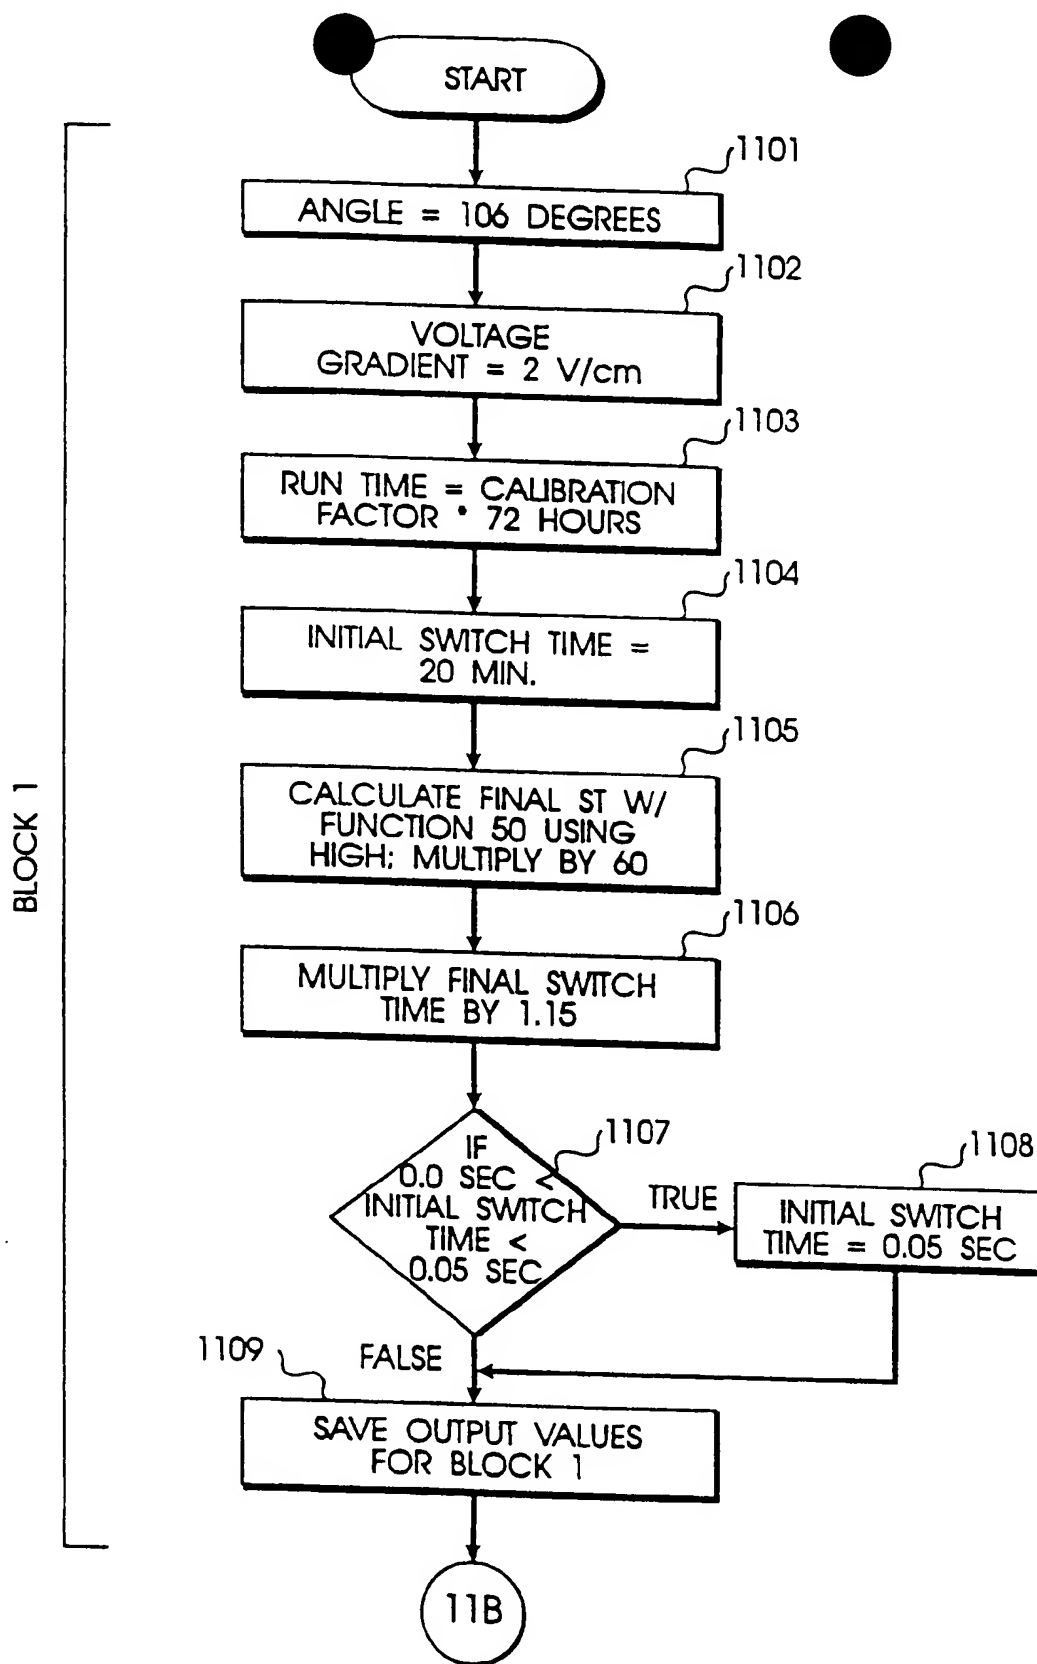 START
1101
ANGLE = 106 DEGREES
1102
VOLTAGE
GRADIENT = 2 V/cm
1103
RUN TIME = CALIBRATION
FACTOR * 72 HOURS
1104
INITIAL SWITCH TIME =
20 MIN.
1105
CALCULATE FINAL ST W/
FUNCTION 50 USING
HIGH; MULTIPLY BY 60
1106
MULTIPLY FINAL SWITCH
TIME BY 1.15
1107
IF
0.0 SEC <
INITIAL SWITCH
TIME <
0.05 SEC
TRUE
1108
INITIAL SWITCH
TIME = 0.05 SEC
FALSE
1109
SAVE OUTPUT VALUES
FOR BLOCK 1
11B
BLOCK 1